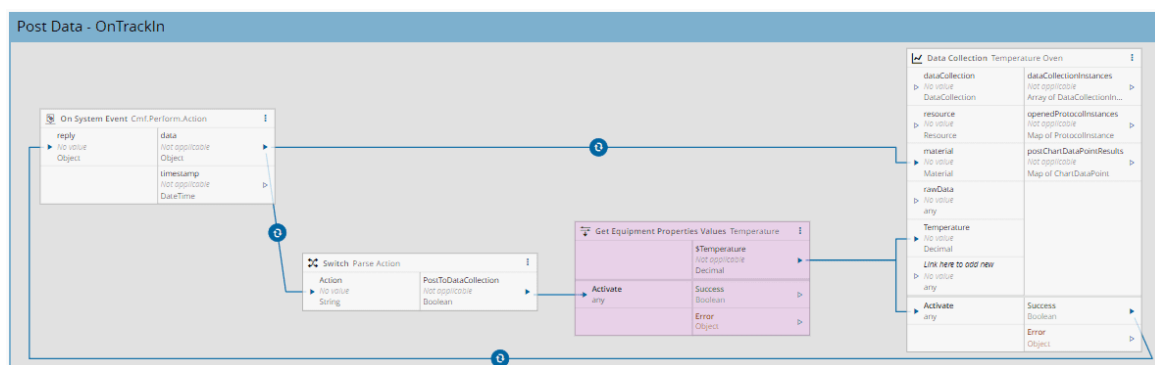 Post Data - OnTrackIn
On System Event Cmf.Perform.Action
reply
No value
Object
data
Not applicable
Object
timestamp
Not applicable
DateTime
Switch Parse Action
Action
No value
String
PostToDataCollection
Not applicable
Boolean
Get Equipment Properties Values Temperature
$Temperature
Not applicable
Decimal
Activate
any
Success
Boolean
Error
Object
Data Collection Temperature Oven
dataCollection
No value
DataCollection
dataCollectionInstances
Not applicable
Array of DataCollectionIn...
resource
No value
Resource
openedProtocolInstances
Not applicable
Map of ProtocolInstance
material
No value
Material
postChartDataPointResults
Not applicable
Map of ChartDataPoint
rawData
No value
any
Temperature
No value
Decimal
Link here to add new
No value
any
Activate
any
Success
Boolean
Error
Object